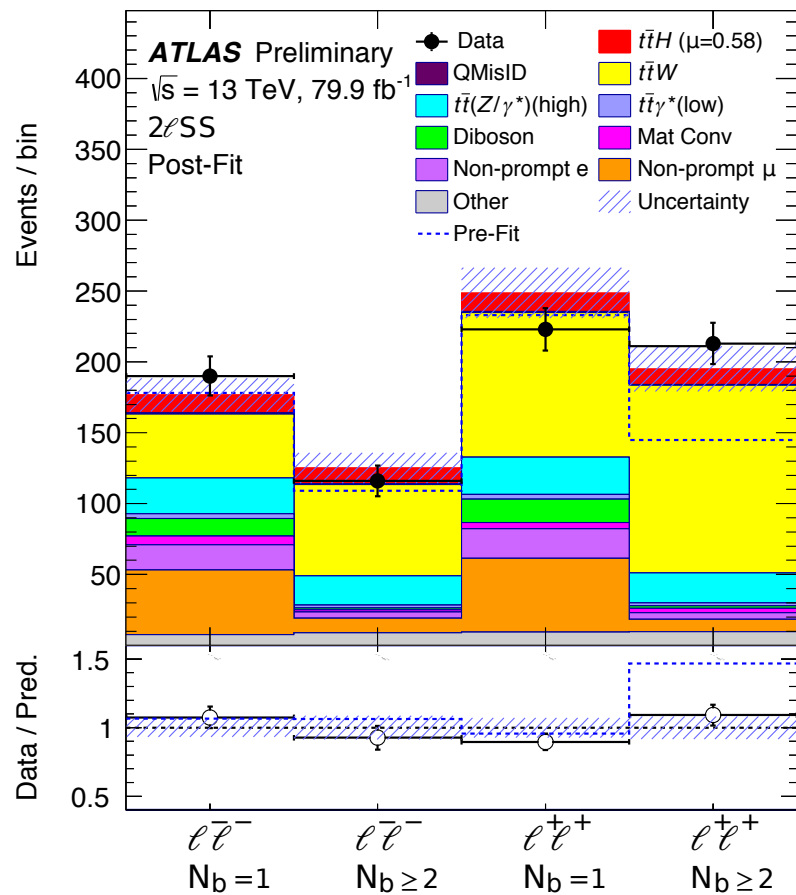 ATLAS Preliminary
√s = 13 TeV, 79.9 fb⁻¹
2ℓSS
Post-Fit
Data
tt̄H (μ=0.58)
QMisID
tt̄W
tt̄(Z/γ*)(high)
tt̄γ*(low)
Diboson
Mat Conv
Non-prompt e
Non-prompt μ
Other
Uncertainty
Pre-Fit
Events / bin
400
350
300
250
200
150
100
50
Data / Pred.
1.5
1
0.5
ℓ⁻ℓ⁻ ℓ⁻ℓ⁻ ℓ⁺ℓ⁺ ℓ⁺ℓ⁺
N_b = 1 N_b ≥ 2 N_b = 1 N_b ≥ 2